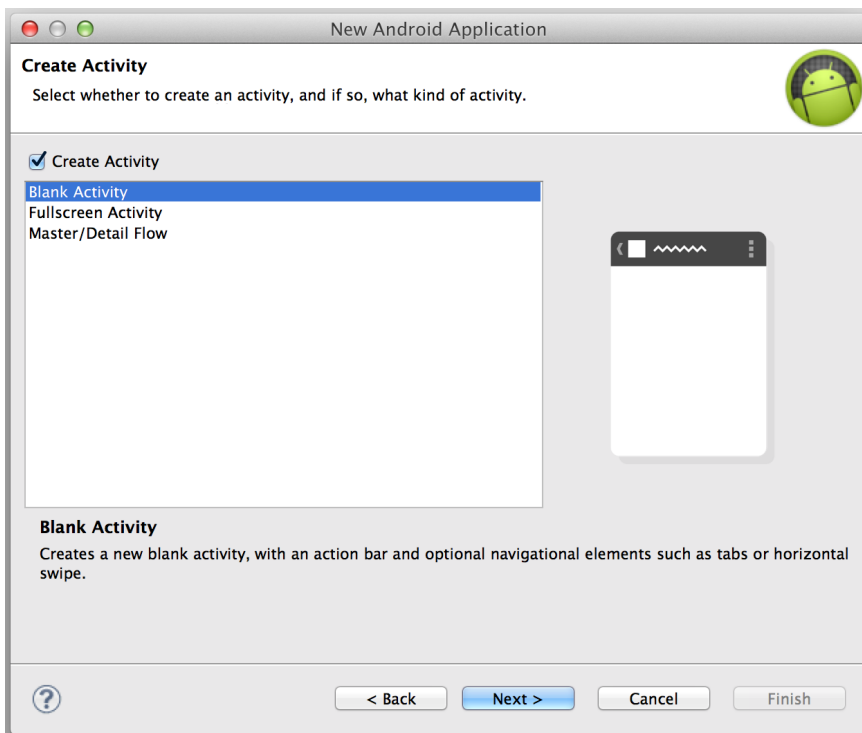 New Android Application
Create Activity
Select whether to create an activity, and if so, what kind of activity.
Create Activity
Blank Activity
Fullscreen Activity
Master/Detail Flow
Blank Activity
Creates a new blank activity, with an action bar and optional navigational elements such as tabs or horizontal
swipe.
?
< Back
Next >
Cancel
Finish